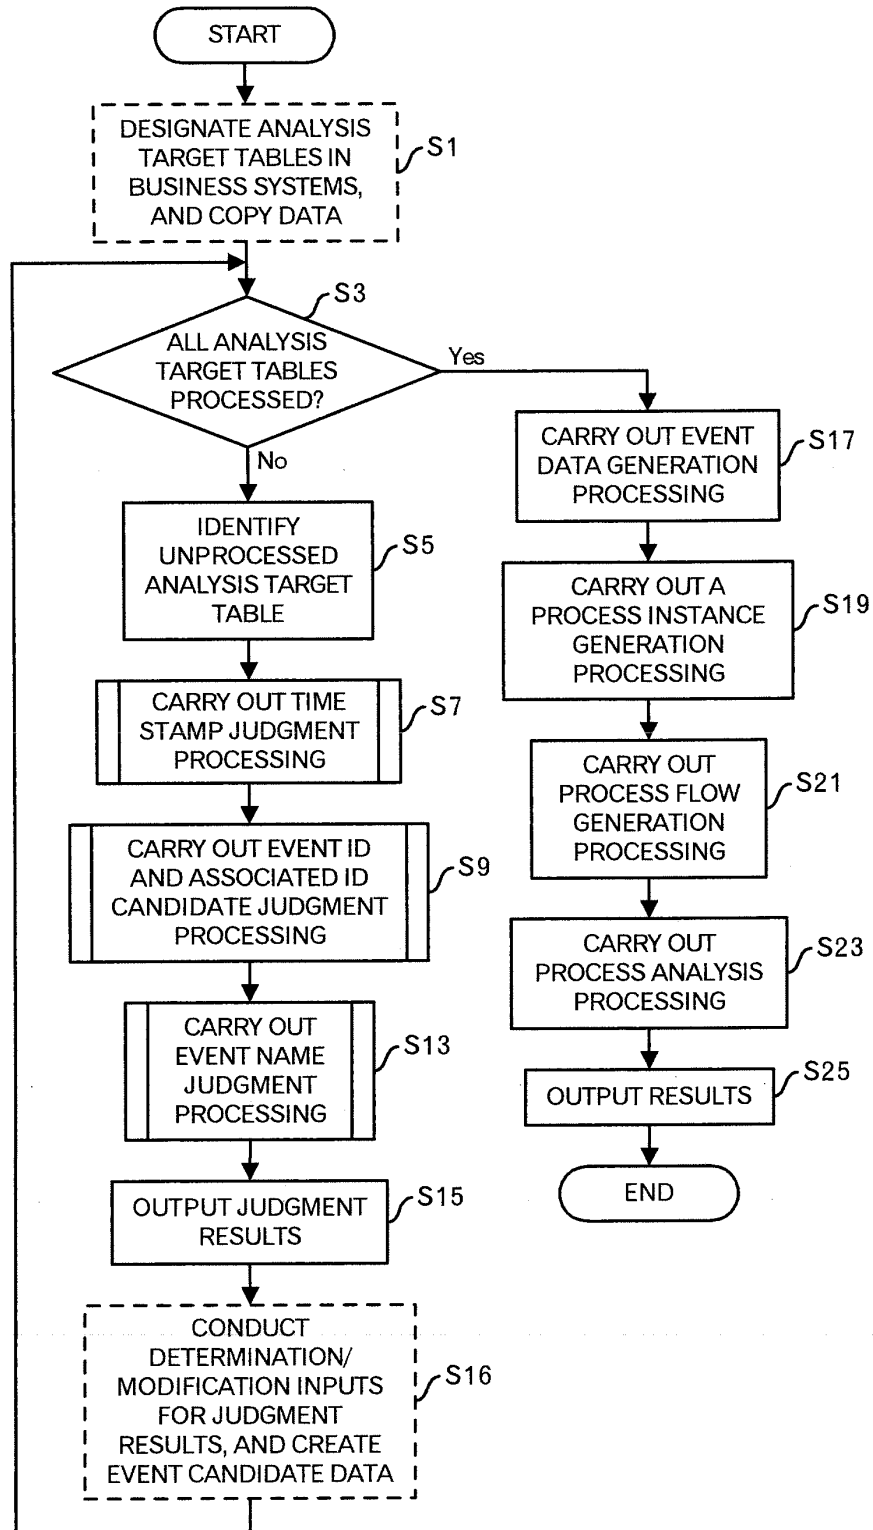 START
DESIGNATE ANALYSIS
TARGET TABLES IN
BUSINESS SYSTEMS,
AND COPY DATA
S1
S3
ALL ANALYSIS
TARGET TABLES
PROCESSED?
Yes
No
IDENTIFY
UNPROCESSED
ANALYSIS TARGET
TABLE
S5
CARRY OUT TIME
STAMP JUDGMENT
PROCESSING
S7
CARRY OUT EVENT ID
AND ASSOCIATED ID
CANDIDATE JUDGMENT
PROCESSING
S9
CARRY OUT
EVENT NAME
JUDGMENT
PROCESSING
S13
OUTPUT JUDGMENT
RESULTS
S15
CONDUCT
DETERMINATION/
MODIFICATION INPUTS
FOR JUDGMENT
RESULTS, AND CREATE
EVENT CANDIDATE DATA
S16
CARRY OUT EVENT
DATA GENERATION
PROCESSING
S17
CARRY OUT A
PROCESS INSTANCE
GENERATION
PROCESSING
S19
CARRY OUT
PROCESS FLOW
GENERATION
PROCESSING
S21
CARRY OUT
PROCESS ANALYSIS
PROCESSING
S23
OUTPUT RESULTS
S25
END